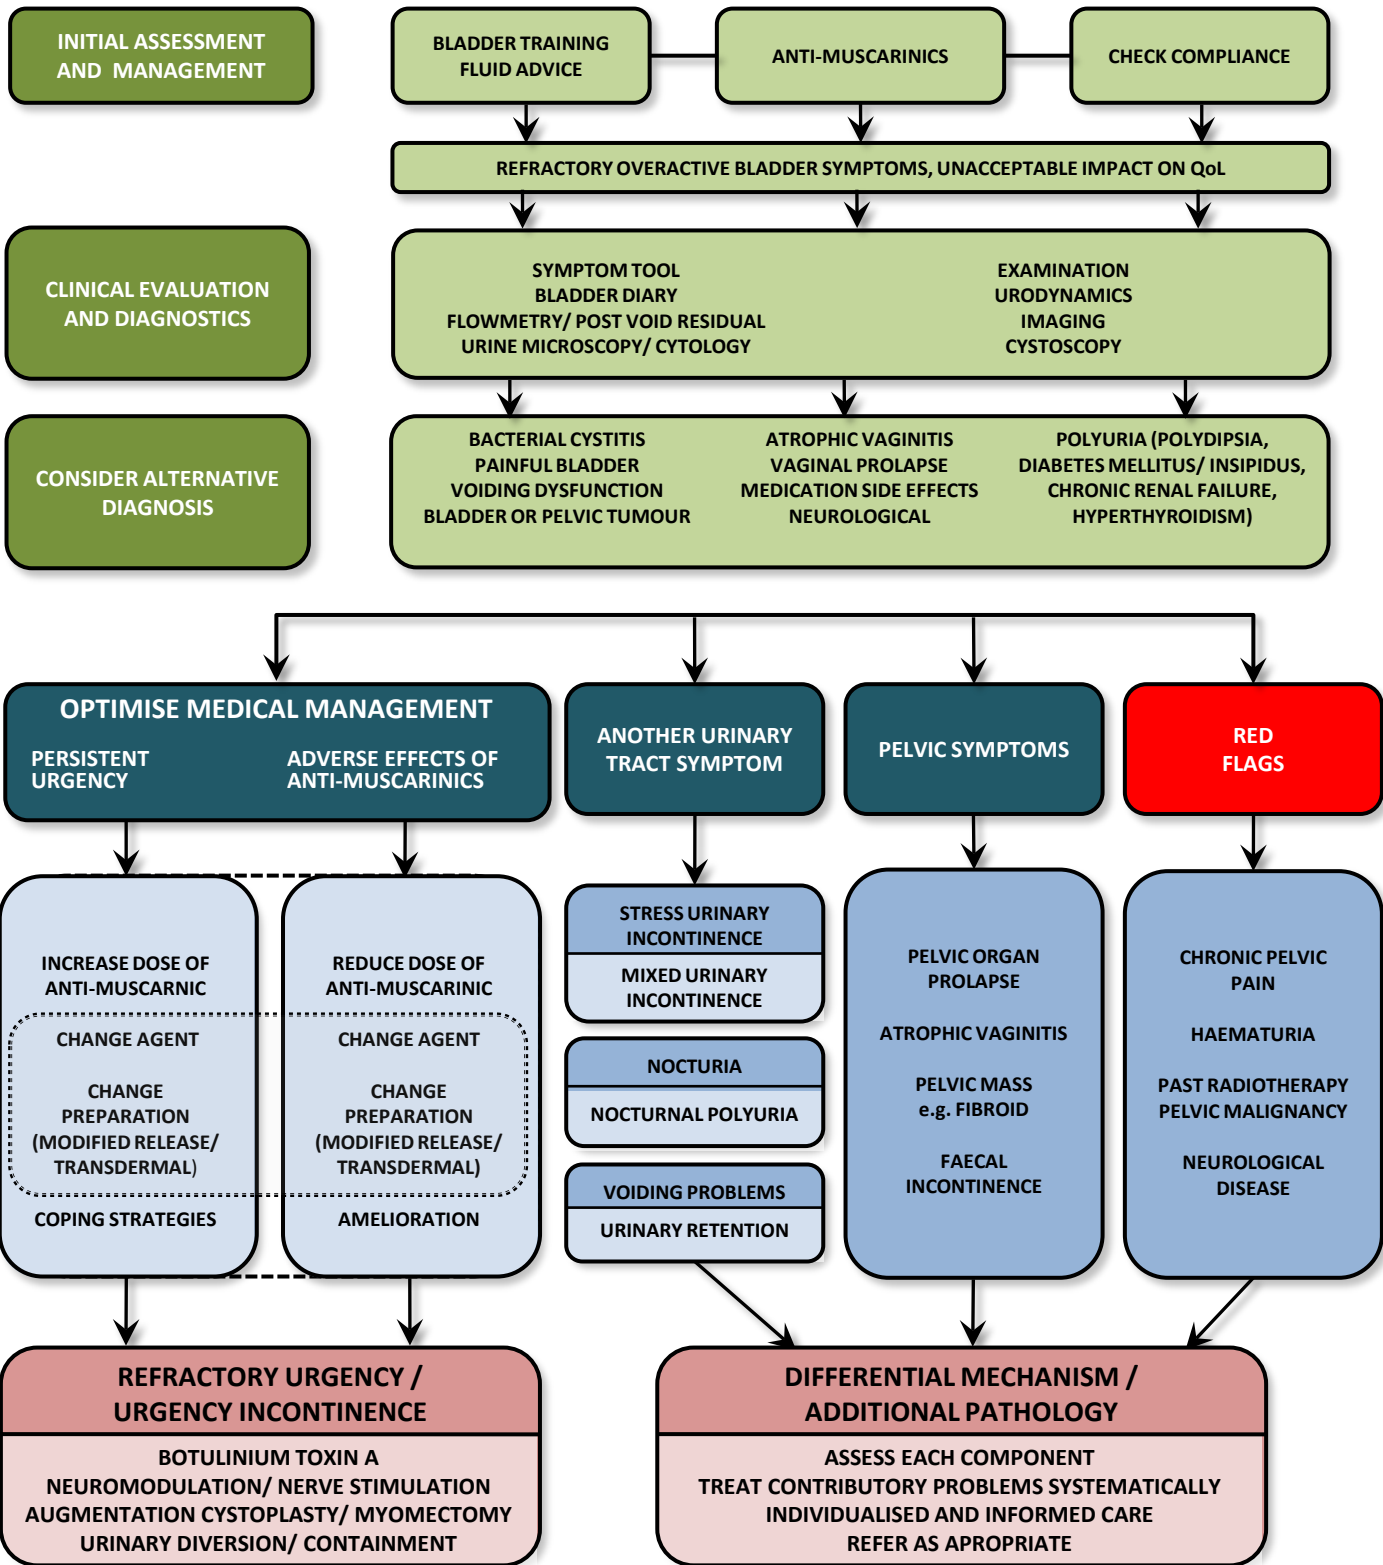 INITIAL ASSESSMENT
AND MANAGEMENT
BLADDER TRAINING
FLUID ADVICE
ANTI-MUSCARINICS
CHECK COMPLIANCE
REFRACTORY OVERACTIVE BLADDER SYMPTOMS, UNACCEPTABLE IMPACT ON QoL
CLINICAL EVALUATION
AND DIAGNOSTICS
SYMPTOM TOOL
BLADDER DIARY
FLOWMETRY/ POST VOID RESIDUAL
URINE MICROSCOPY/ CYTOLOGY
EXAMINATION
URODYNAMICS
IMAGING
CYSTOSCOPY
CONSIDER ALTERNATIVE
DIAGNOSIS
BACTERIAL CYSTITIS
PAINFUL BLADDER
VOIDING DYSFUNCTION
BLADDER OR PELVIC TUMOUR
ATROPHIC VAGINITIS
VAGINAL PROLAPSE
MEDICATION SIDE EFFECTS
NEUROLOGICAL
POLYURIA (POLYDIPSIA,
DIABETES MELLITUS/ INSIPIDUS,
CHRONIC RENAL FAILURE,
HYPERTHYROIDISM)
OPTIMISE MEDICAL MANAGEMENT
PERSISTENT
URGENCY
ADVERSE EFFECTS OF
ANTI-MUSCARINICS
ANOTHER URINARY
TRACT SYMPTOM
PELVIC SYMPTOMS
RED
FLAGS
INCREASE DOSE OF
ANTI-MUSCARNIC
CHANGE AGENT
CHANGE
PREPARATION
(MODIFIED RELEASE/
TRANSDERMAL)
COPING STRATEGIES
REDUCE DOSE OF
ANTI-MUSCARINIC
CHANGE AGENT
CHANGE
PREPARATION
(MODIFIED RELEASE/
TRANSDERMAL)
AMELIORATION
STRESS URINARY
INCONTINENCE
MIXED URINARY
INCONTINENCE
NOCTURIA
NOCTURNAL POLYURIA
VOIDING PROBLEMS
URINARY RETENTION
PELVIC ORGAN
PROLAPSE
ATROPHIC VAGINITIS
PELVIC MASS
e.g. FIBROID
FAECAL
INCONTINENCE
CHRONIC PELVIC
PAIN
HAEMATURIA
PAST RADIOTHERAPY
PELVIC MALIGNANCY
NEUROLOGICAL
DISEASE
REFRACTORY URGENCY /
URGENCY INCONTINENCE
BOTULINIUM TOXIN A
NEUROMODULATION/ NERVE STIMULATION
AUGMENTATION CYSTOPLASTY/ MYOMECTOMY
URINARY DIVERSION/ CONTAINMENT
DIFFERENTIAL MECHANISM /
ADDITIONAL PATHOLOGY
ASSESS EACH COMPONENT
TREAT CONTRIBUTORY PROBLEMS SYSTEMATICALLY
INDIVIDUALISED AND INFORMED CARE
REFER AS APROPRIATE